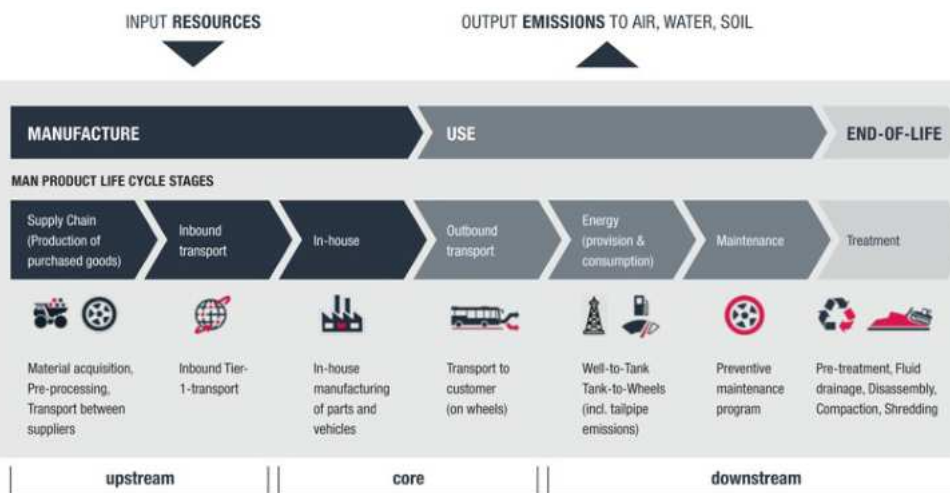 INPUT RESOURCES
OUTPUT EMISSIONS TO AIR, WATER, SOIL
MANUFACTURE
USE
END-OF-LIFE
MAN PRODUCT LIFE CYCLE STAGES
Supply Chain
(Production of
purchased goods)
Inbound
transport
In-house
Outbound
transport
Energy
(provision &
consumption)
Maintenance
Treatment
Material acquisition,
Pre-processing,
Transport between
suppliers
Inbound Tier-
1-transport
In-house
manufacturing
of parts and
vehicles
Transport to
customer
(on wheels)
Well-to-Tank
Tank-to-Wheels
(incl. tailpipe
emissions)
Preventive
maintenance
program
Pre-treatment, Fluid
drainage, Disassembly,
Compaction, Shredding
upstream
core
downstream